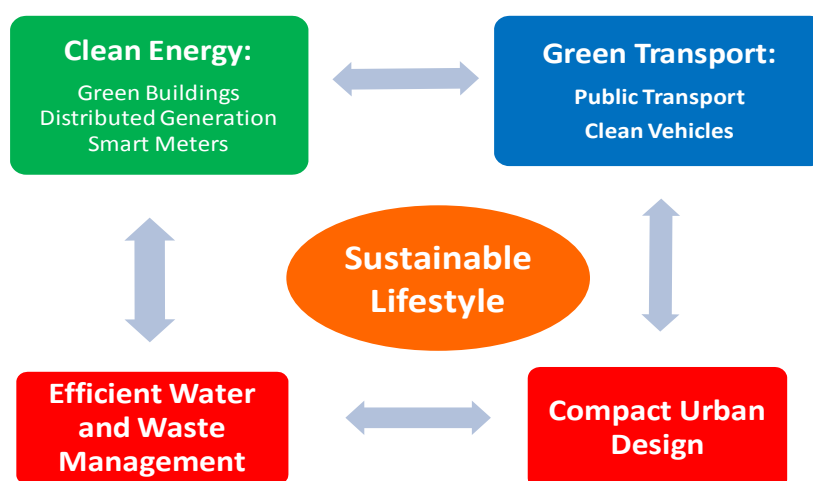 Clean Energy:
Green Buildings
Distributed Generation
Smart Meters
Green Transport:
Public Transport
Clean Vehicles
Sustainable
Lifestyle
Efficient Water
and Waste
Management
Compact Urban
Design